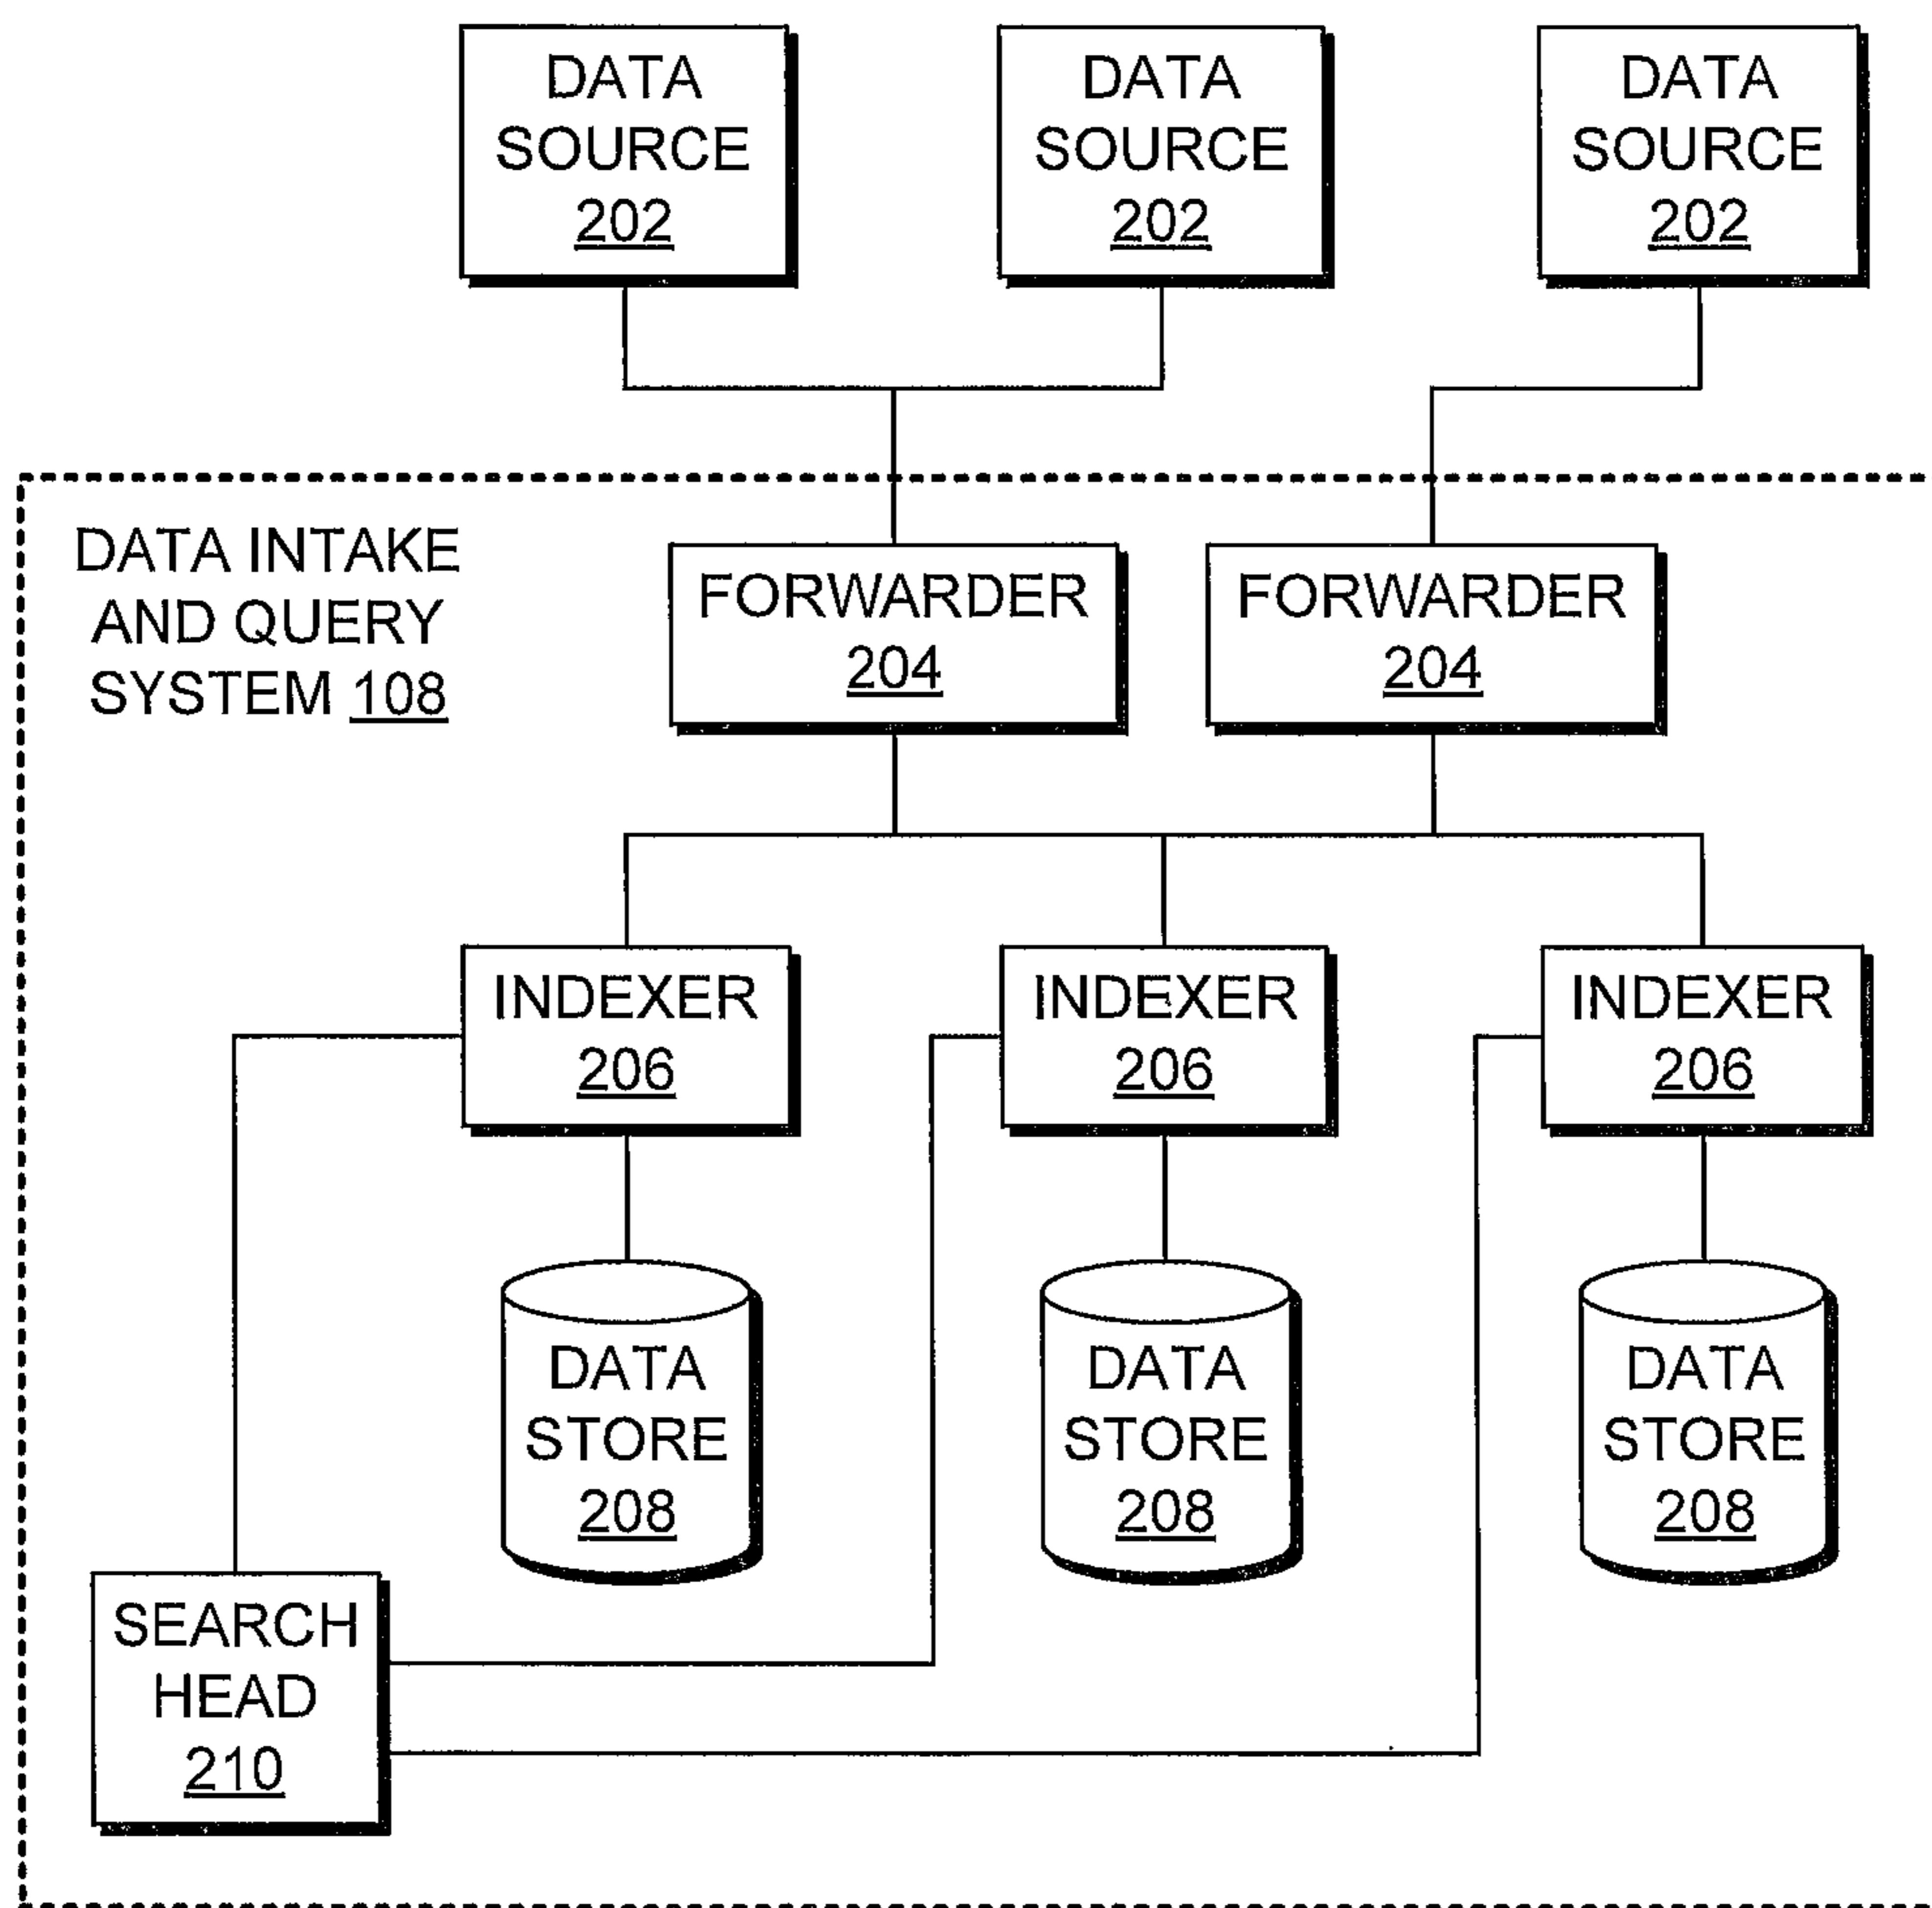 DATA
SOURCE
202
DATA
SOURCE
202
DATA
SOURCE
202
DATA INTAKE
AND QUERY
SYSTEM 108
FORWARDER
204
FORWARDER
204
INDEXER
206
INDEXER
206
INDEXER
206
DATA
STORE
208
DATA
STORE
208
DATA
STORE
208
SEARCH
HEAD
210